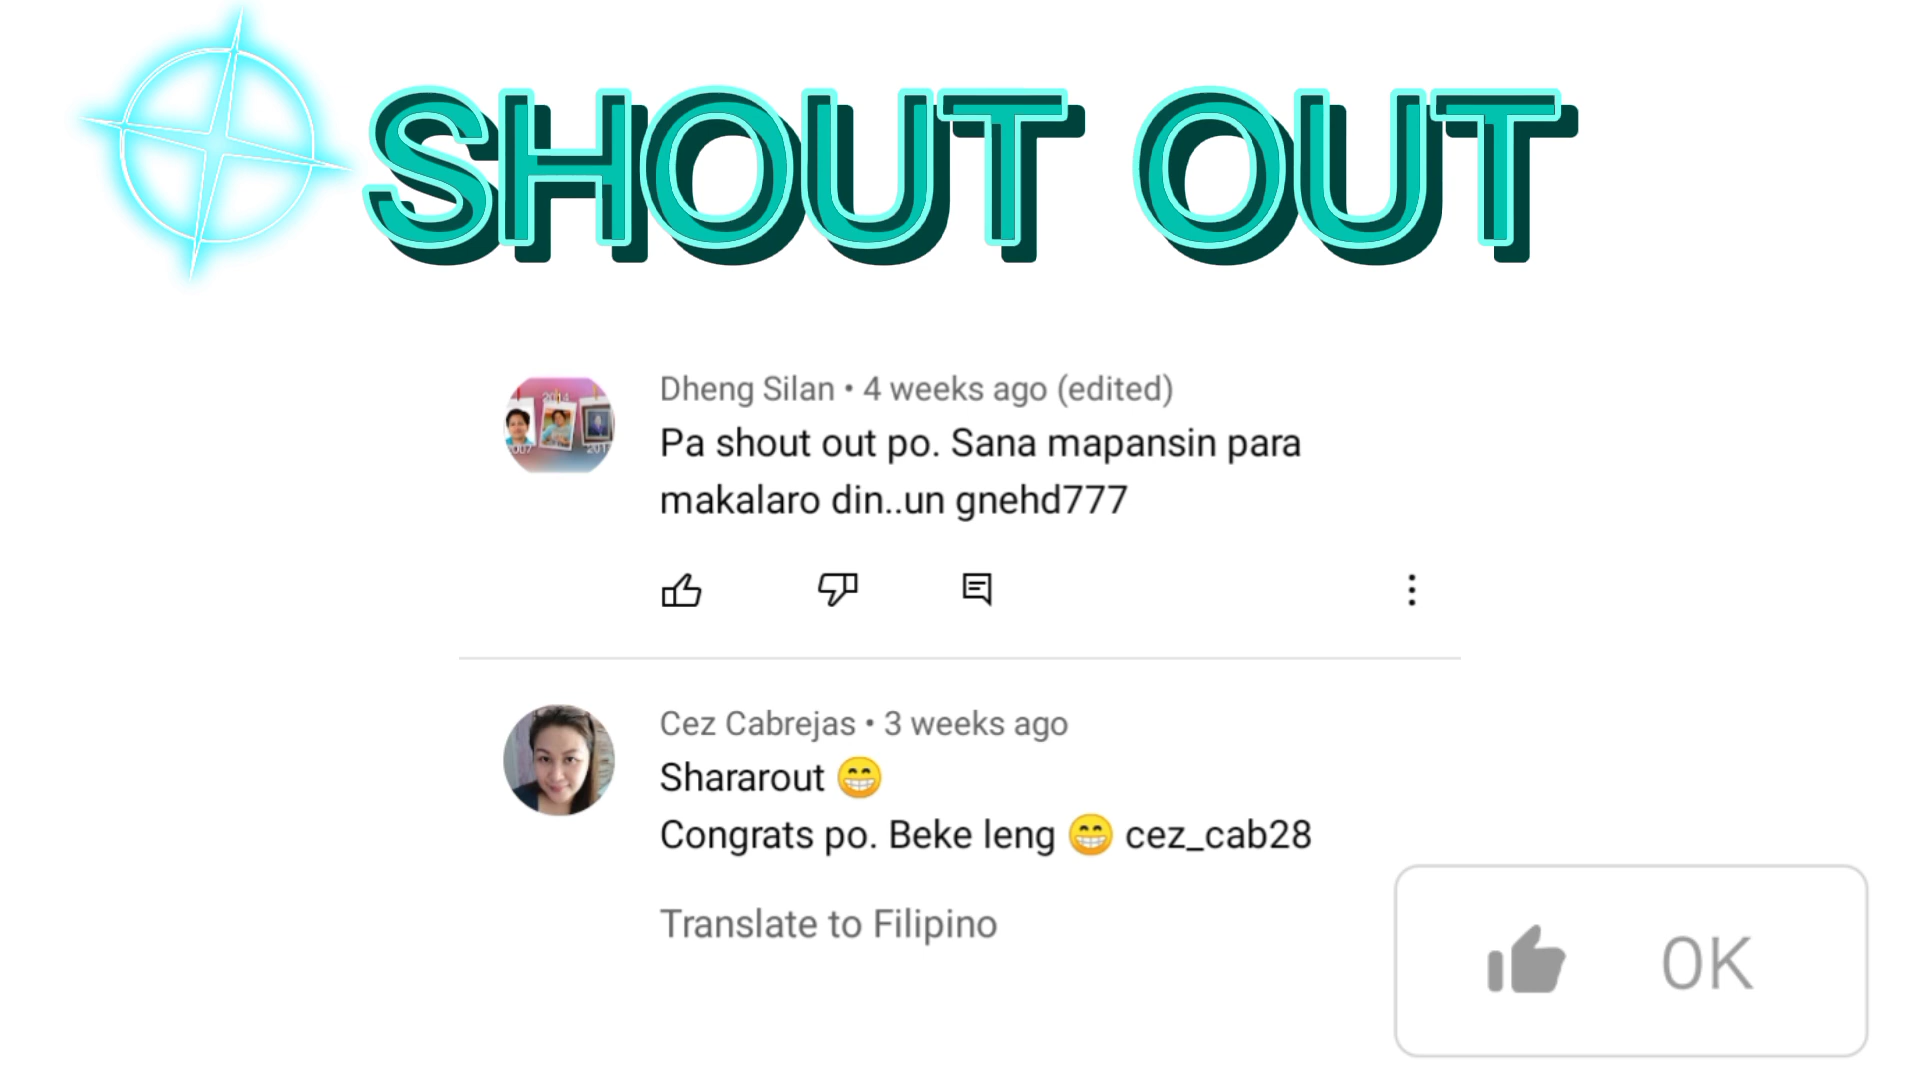 SHOUT OUT
Dheng Silan • 4 weeks ago (edited)
Pa shout out po. Sana mapansin para
makalaro din..un gnehd777
Cez Cabrejas • 3 weeks ago
Shararout 😁
Congrats po. Beke leng 😁 cez_cab28
Translate to Filipino
0K